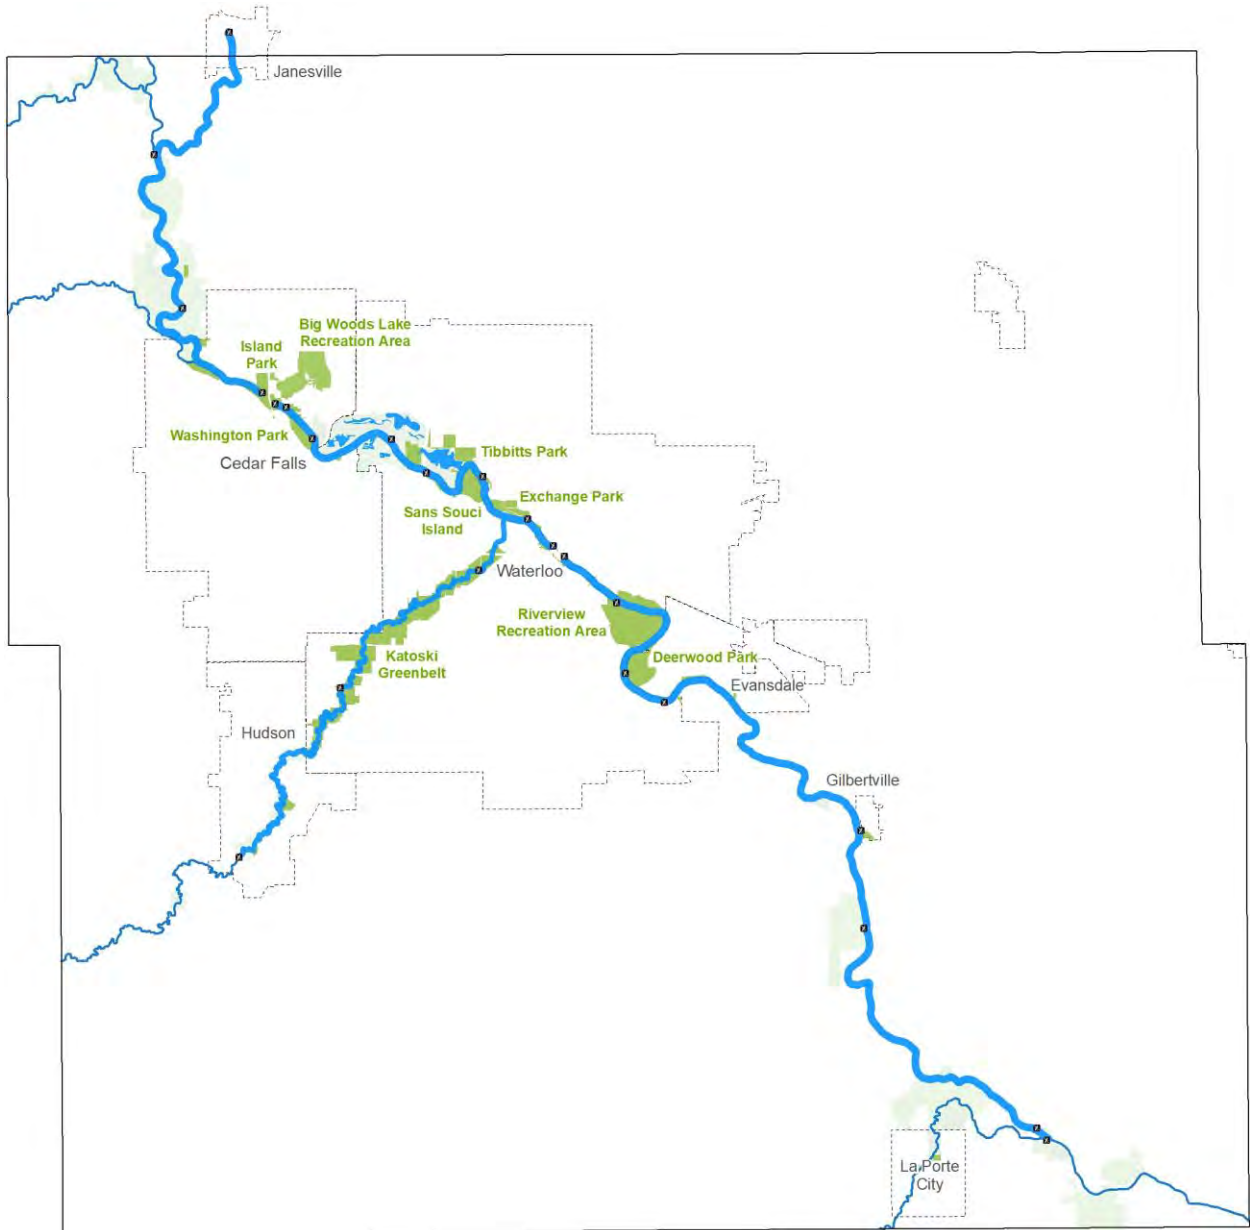 Janesville
Big Woods Lake
Recreation Area
Island
Park
Washington Park
Cedar Falls
Tibbitts Park
Exchange Park
Sans Souci
Island
Waterloo
Riverview
Recreation Area
Katoski
Greenbelt
Deerwood Park
Evansdale
Hudson
Gilbertville
La Porte
City